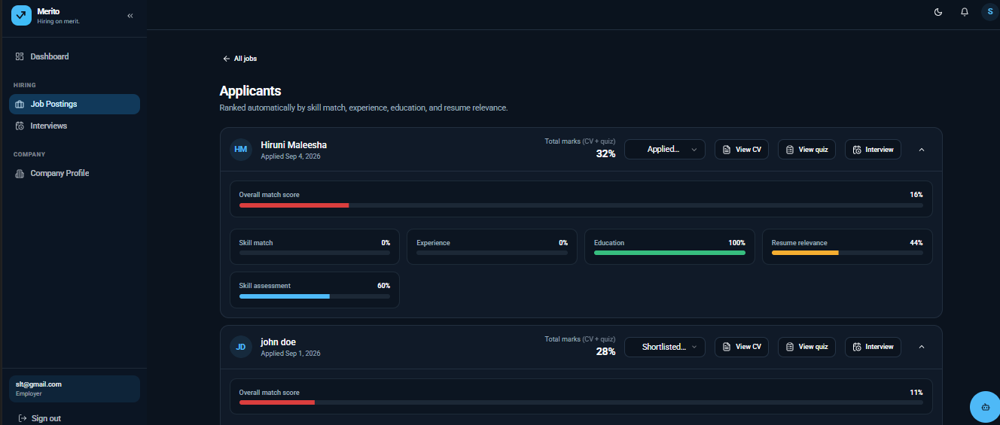 Merito
Hiring on merit.
S
Dashboard
HIRING
Job Postings
Interviews
COMPANY
Company Profile
slt@gmail.com
Employer
Sign out
All jobs
Applicants
Ranked automatically by skill match, experience, education, and resume relevance.
HM
Hiruni Maleesha
Applied Sep 4, 2026
Total marks (CV + quiz)
32%
Applied...
View CV
View quiz
Interview
Overall match score 16%
Skill match 0%
Experience 0%
Education 100%
Resume relevance 44%
Skill assessment 60%
JD
john doe
Applied Sep 1, 2026
Total marks (CV + quiz)
28%
Shortlisted...
View CV
View quiz
Interview
Overall match score 11%